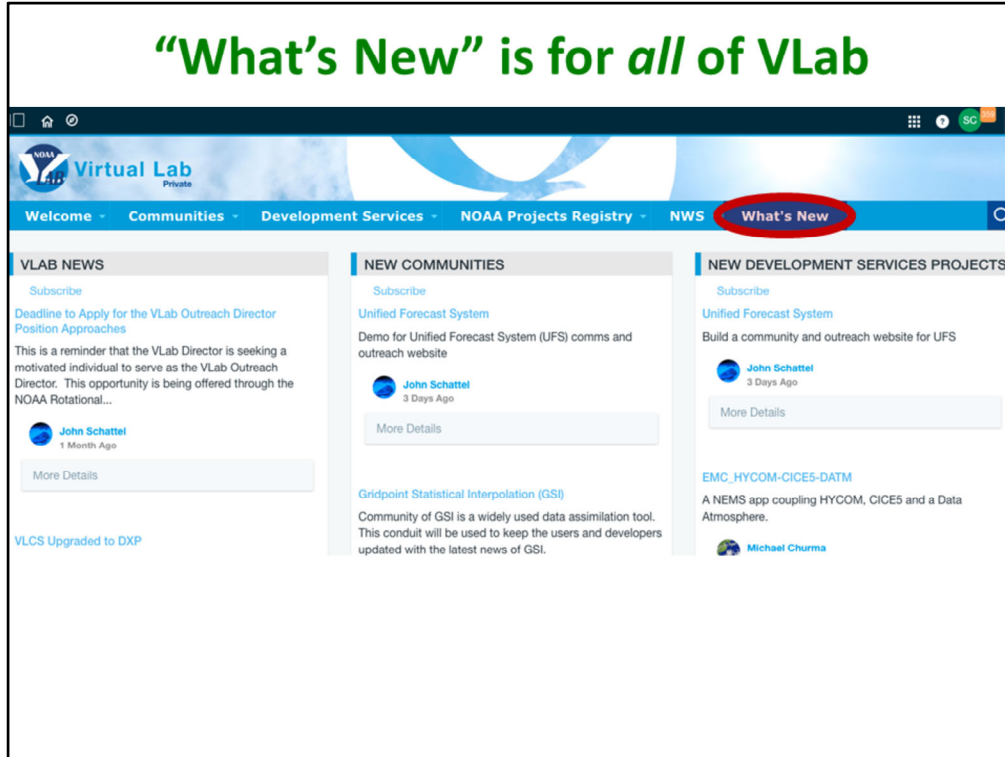 “What’s New” is for all of VLab
SC
359
NOAA
VLAB
Virtual Lab
Private
Welcome
Communities
Development Services
NOAA Projects Registry
NWS
What's New
VLAB NEWS
Subscribe
Deadline to Apply for the VLab Outreach Director
Position Approaches
This is a reminder that the VLab Director is seeking a
motivated individual to serve as the VLab Outreach
Director. This opportunity is being offered through the
NOAA Rotational...
John Schattel
1 Month Ago
More Details
VLCS Upgraded to DXP
NEW COMMUNITIES
Subscribe
Unified Forecast System
Demo for Unified Forecast System (UFS) comms and
outreach website
John Schattel
3 Days Ago
More Details
Gridpoint Statistical Interpolation (GSI)
Community of GSI is a widely used data assimilation tool.
This conduit will be used to keep the users and developers
updated with the latest news of GSI.
NEW DEVELOPMENT SERVICES PROJECTS
Subscribe
Unified Forecast System
Build a community and outreach website for UFS
John Schattel
3 Days Ago
More Details
EMC_HYCOM-CICE5-DATM
A NEMS app coupling HYCOM, CICE5 and a Data
Atmosphere.
Michael Churma